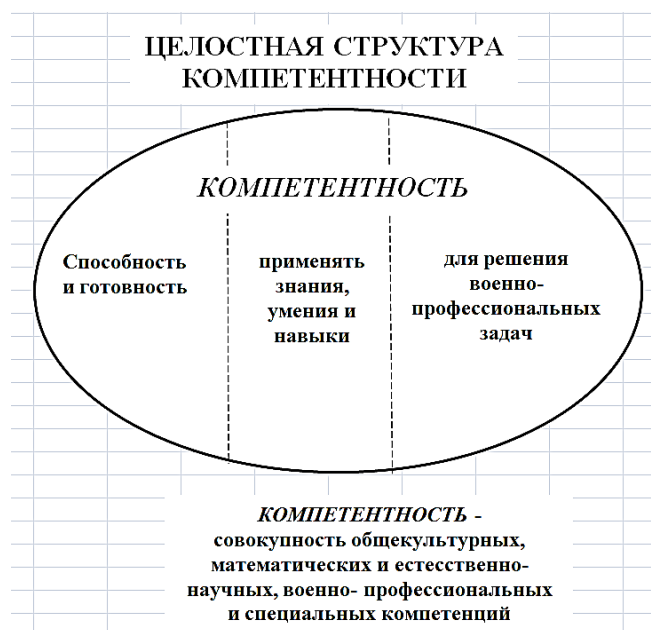 ЦЕЛОСТНАЯ СТРУКТУРА
КОМПЕТЕНТНОСТИ
КОМПЕТЕНТНОСТЬ
Способность
и готовность
применять
знания,
умения и
навыки
для решения
военно-
профессиональных
задач
КОМПЕТЕНТНОСТЬ -
совокупность общекультурных,
математических и естесственно-
научных, военно- профессиональных
и специальных компетенций